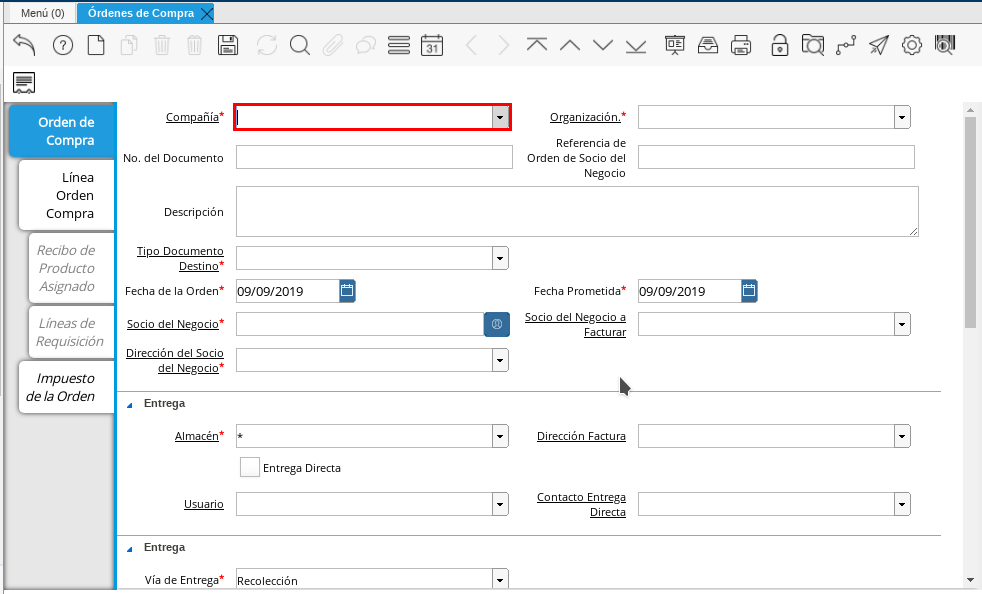 Menú (0)
Órdenes de Compra
31
Orden de
Compra
Línea
Orden
Compra
Recibo de
Producto
Asignado
Líneas de
Requisición
Impuesto
de la Orden
Compañía*
Organización.*
No. del Documento
Referencia de
Orden de Socio del
Negocio
Descripción
Tipo Documento
Destino*
Fecha de la Orden* 09/09/2019
Fecha Prometida* 09/09/2019
Socio del Negocio*
Socio del Negocio a
Facturar
Dirección del Socio
del Negocio*
Entrega
Almacén* *
Dirección Factura
Entrega Directa
Usuario
Contacto Entrega
Directa
Entrega
Vía de Entrega* Recolección